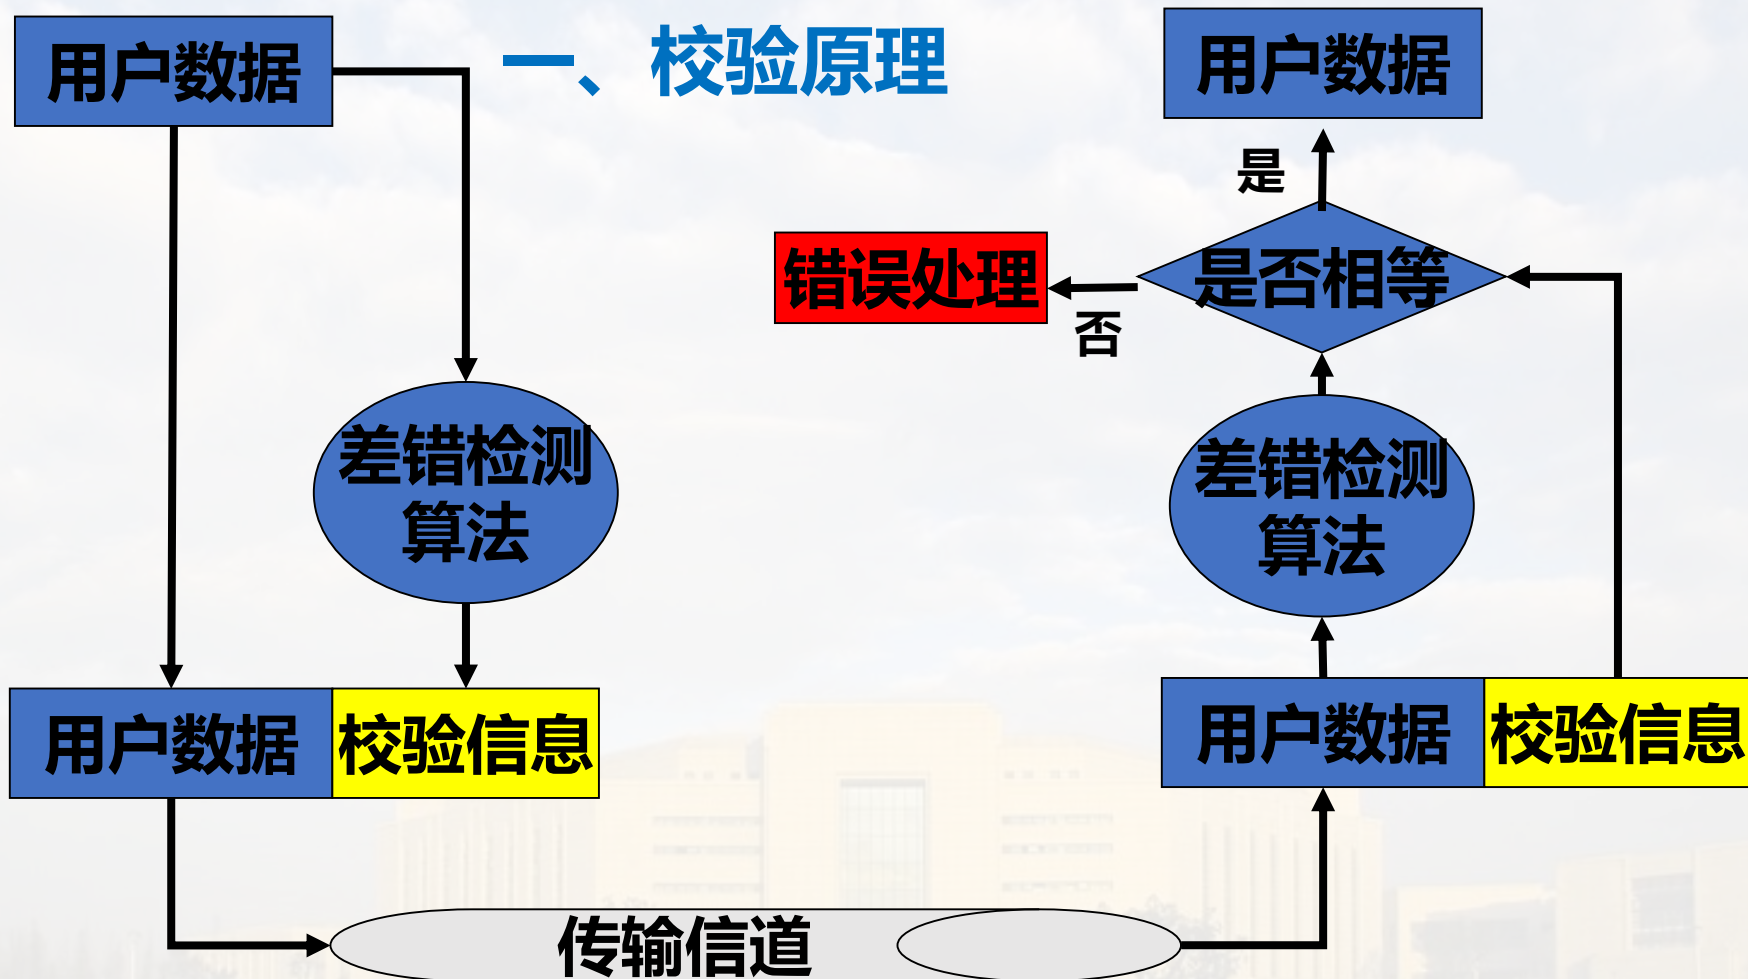 一、校验原理
用户数据
差错检测
算法
用户数据
校验信息
传输信道
用户数据
是
是否相等
错误处理
否
差错检测
算法
用户数据
校验信息